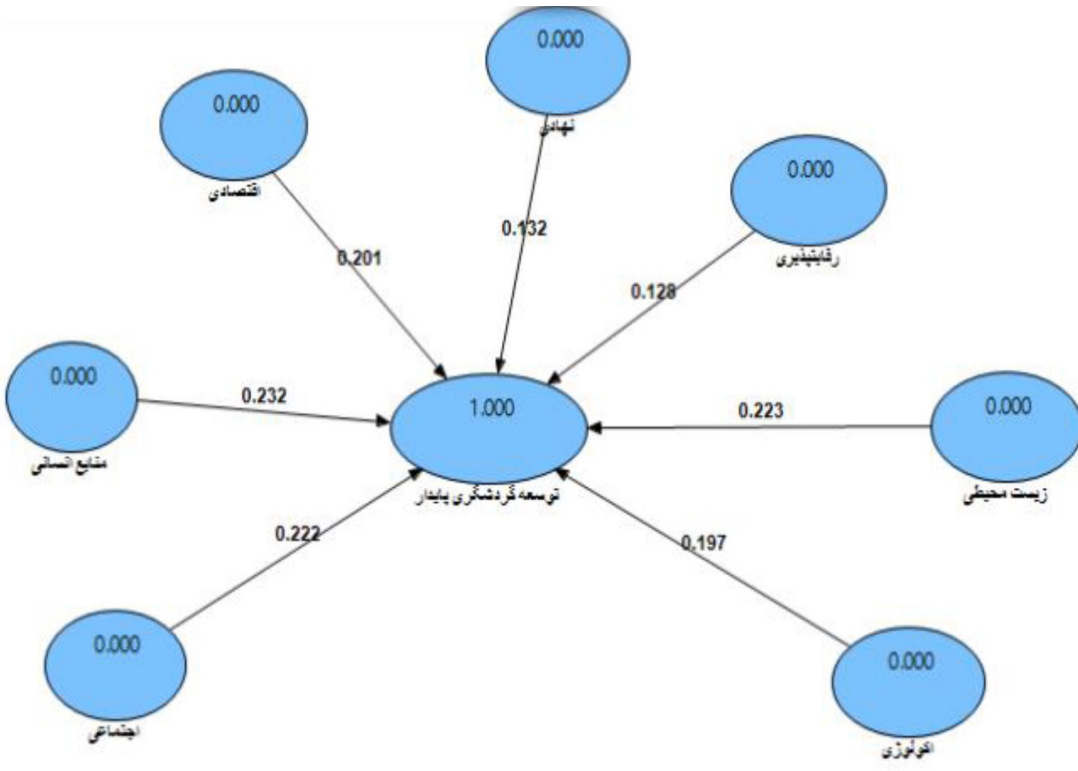 0.000
نهادی
0.000
اقتصادی
0.000
رقابتپذیری
0.132
0.201
0.128
0.000
منابع انسانی
0.232
1.000
توسعه گردشگری پایدار
0.223
0.000
زیست محیطی
0.222
0.197
0.000
اجتماعی
0.000
اکولوژی